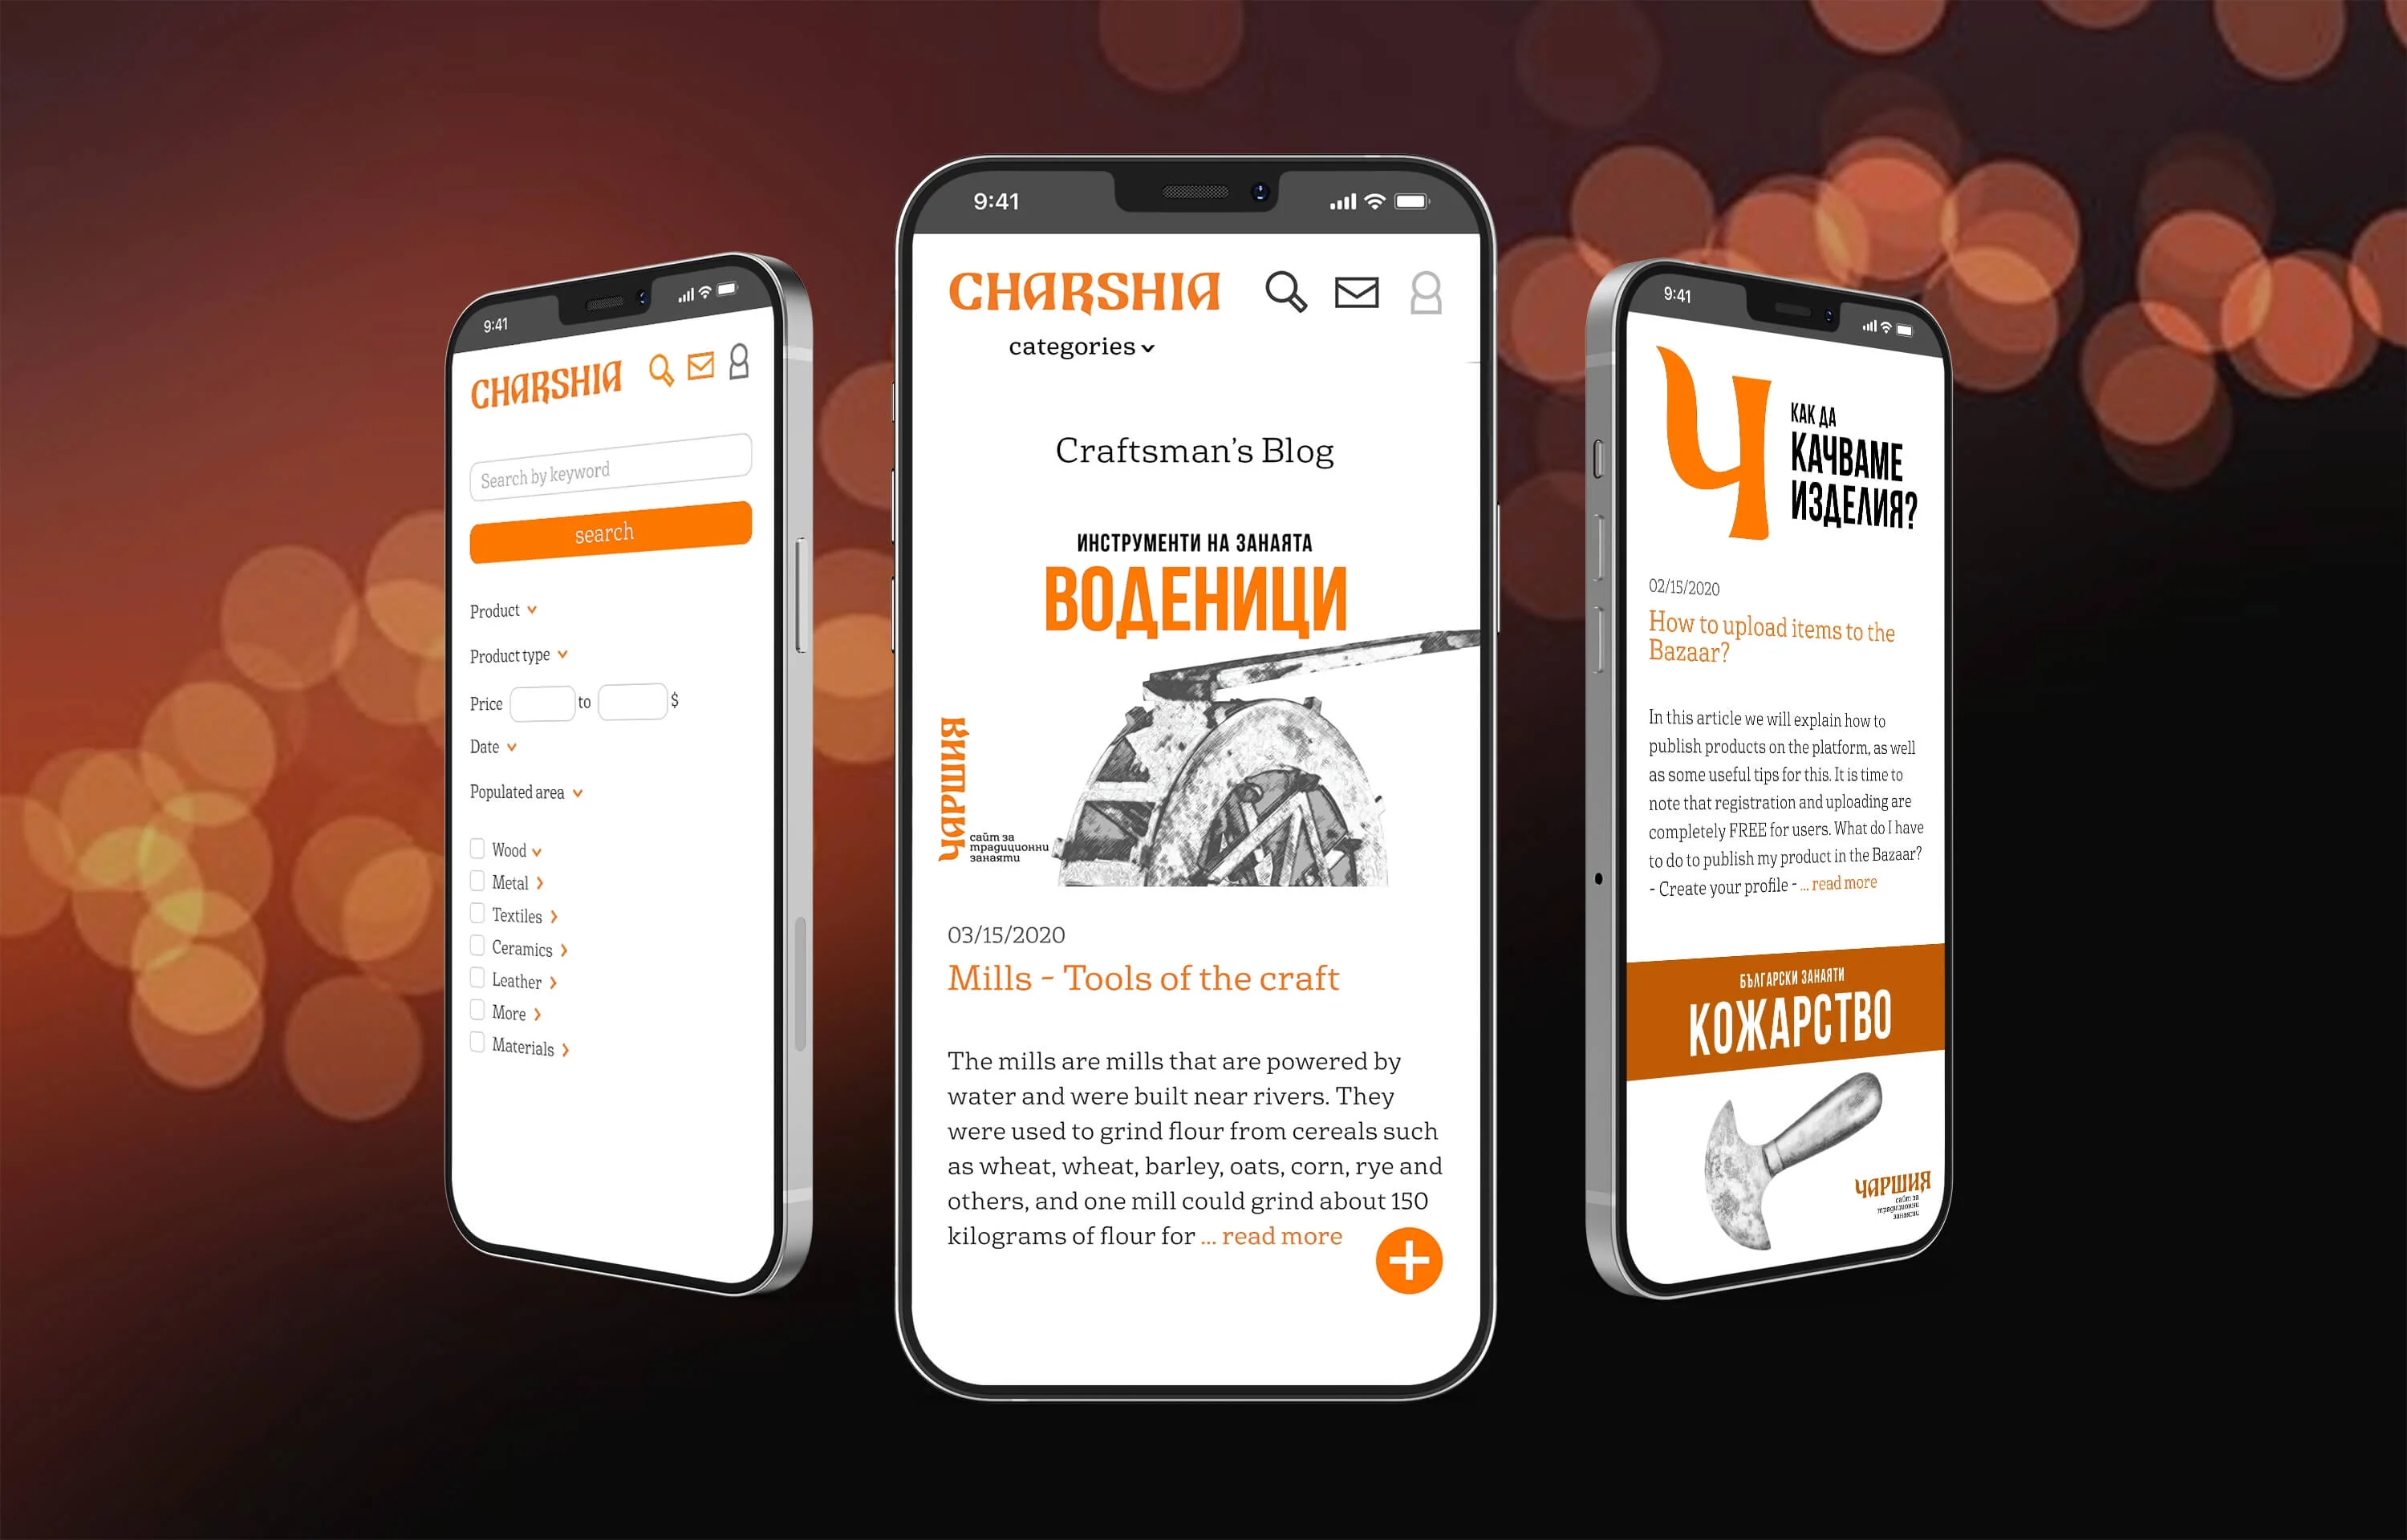 9:41
CHARSHIA
Search by keyword
search
Product
Product type
Price to $
Date
Populated area
Wood
Metal
Textiles
Ceramics
Leather
More
Materials
9:41
CHARSHIA
categories
Craftsman's Blog
ИНСТРУМЕНТИ НА ЗАНАЯТА
ВОДЕНИЦИ
ЧАРШИЯ
сайт за
традиционни
занаяти
03/15/2020
Mills - Tools of the craft
The mills are mills that are powered by
water and were built near rivers. They
were used to grind flour from cereals such
as wheat, wheat, barley, oats, corn, rye and
others, and one mill could grind about 150
kilograms of flour for ... read more
9:41
Ч
КАК ДА
КАЧВАМЕ
ИЗДЕЛИЯ?
02/15/2020
How to upload items to the
Bazaar?
In this article we will explain how to
publish products on the platform, as well
as some useful tips for this. It is time to
note that registration and uploading are
completely FREE for users. What do I have
to do to publish my product in the Bazaar?
- Create your profile - ... read more
БЪЛГАРСКИ ЗАНАЯТИ
КОЖАРСТВО
ЧАРШИЯ
сайт за
традиционни
занаяти